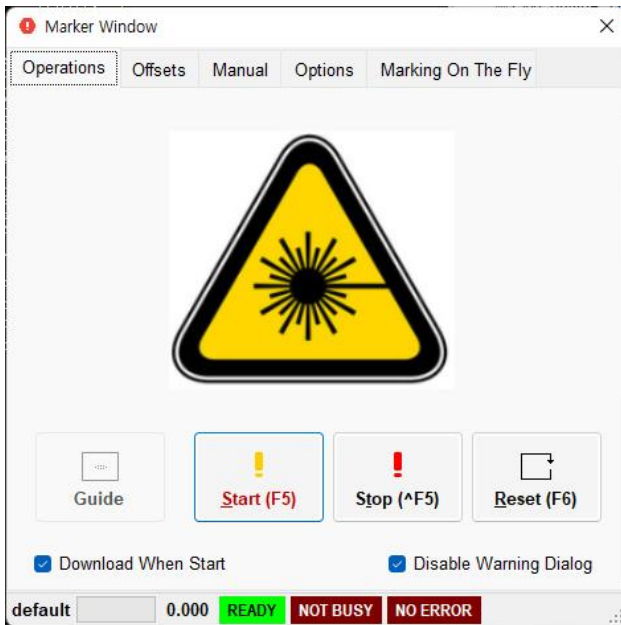 Marker Window
Operations Offsets Manual Options Marking On The Fly
Guide Start (F5) Stop (^F5) Reset (F6)
Download When Start Disable Warning Dialog
default 0.000 READY NOT BUSY NO ERROR